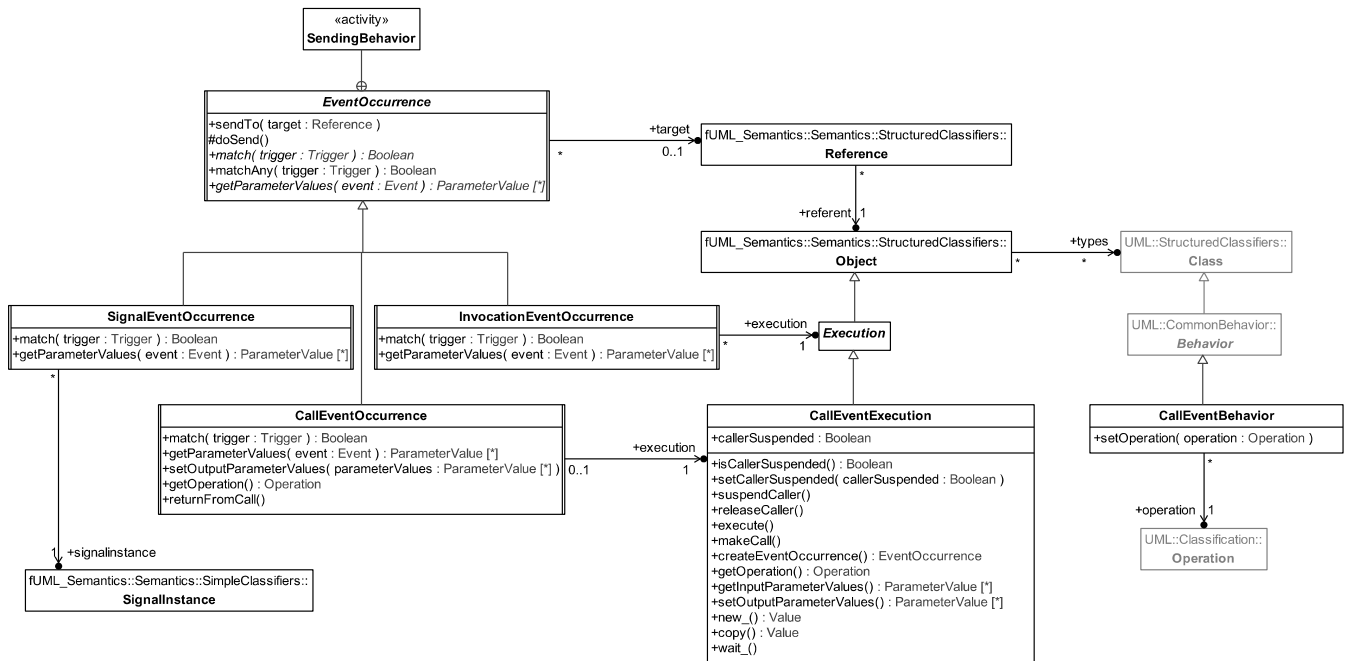 «activity»
SendingBehavior
EventOccurrence
+sendTo( target : Reference )
#doSend()
+match( trigger : Trigger ) : Boolean
+matchAny( trigger : Trigger ) : Boolean
+getParameterValues( event : Event ) : ParameterValue [*]
+target
*
0..1
fUML_Semantics::Semantics::StructuredClassifiers::
Reference
*
+referent
1
fUML_Semantics::Semantics::StructuredClassifiers::
Object
+types
*
*
UML::StructuredClassifiers::
Class
SignalEventOccurrence
+match( trigger : Trigger ) : Boolean
+getParameterValues( event : Event ) : ParameterValue [*]
InvocationEventOccurrence
+match( trigger : Trigger ) : Boolean
+getParameterValues( event : Event ) : ParameterValue [*]
+execution
*
1
Execution
UML::CommonBehavior::
Behavior
*
CallEventOccurrence
+match( trigger : Trigger ) : Boolean
+getParameterValues( event : Event ) : ParameterValue [*]
+setOutputParameterValues( parameterValues : ParameterValue [*] )
+getOperation() : Operation
+returnFromCall()
+execution
0..1
1
CallEventExecution
+callerSuspended : Boolean
+isCallerSuspended() : Boolean
+setCallerSuspended( callerSuspended : Boolean )
+suspendCaller()
+releaseCaller()
+execute()
+makeCall()
+createEventOccurrence() : EventOccurrence
+getOperation() : Operation
+getInputParameterValues() : ParameterValue [*]
+setOutputParameterValues() : ParameterValue [*]
+new_() : Value
+copy() : Value
+wait_()
CallEventBehavior
+setOperation( operation : Operation )
*
+operation
1
UML::Classification::
Operation
1
+signalinstance
fUML_Semantics::Semantics::SimpleClassifiers::
SignalInstance